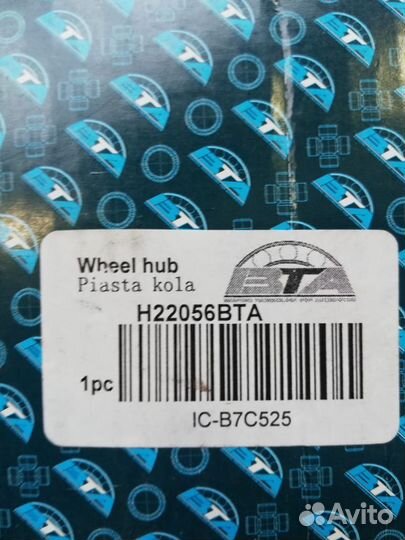 Wheel hub
Piasta kola
BTA
H22056BTA
1pc
IC-B7C525
Avito